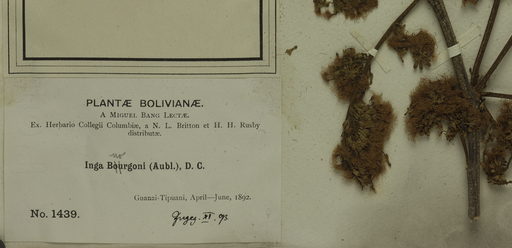 PLANTÆ BOLIVIANÆ.
A MIGUEL BANG LECTÆ.
Ex. Herbario Collegii Columbiæ, a N. L. Britton et H. H. Rusby
distributæ.
Inga Bourgoni (Aubl.), D. C.
Guanai-Tipuani, April—June, 1892.
No. 1439.